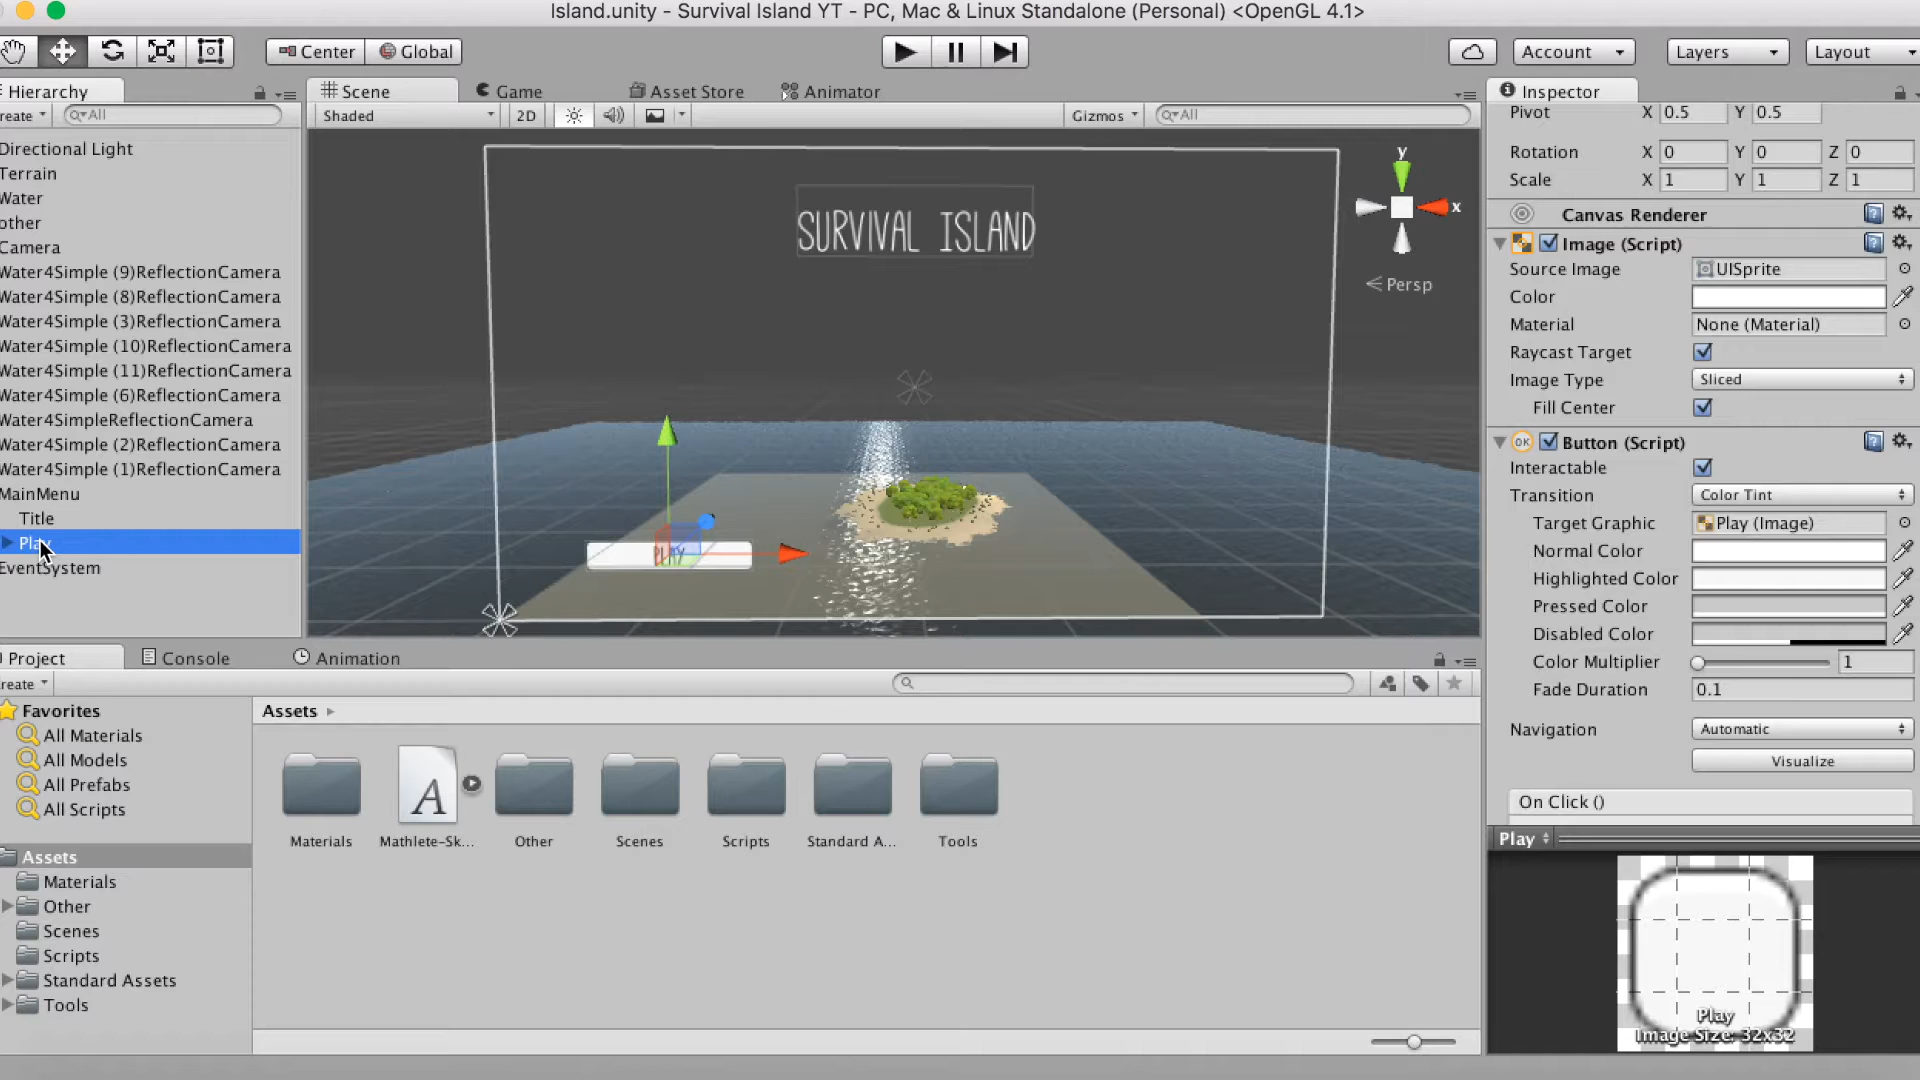 Island.unity - Survival Island YT - PC, Mac & Linux Standalone (Personal) <OpenGL 4.1>
Center Global Account Layers Layout
Hierarchy
reate All
Directional Light
Terrain
Water
other
Camera
Water4Simple (9)ReflectionCamera
Water4Simple (8)ReflectionCamera
Water4Simple (3)ReflectionCamera
Water4Simple (10)ReflectionCamera
Water4Simple (11)ReflectionCamera
Water4Simple (6)ReflectionCamera
Water4SimpleReflectionCamera
Water4Simple (2)ReflectionCamera
Water4Simple (1)ReflectionCamera
MainMenu
Title
Play
EventSystem
Scene Game Asset Store Animator
Shaded 2D Gizmos All
SURVIVAL ISLAND
y
x
Persp
PLAY
Inspector
Pivot X 0.5 Y 0.5
Rotation X 0 Y 0 Z 0
Scale X 1 Y 1 Z 1
Canvas Renderer
Image (Script)
Source Image UISprite
Color
Material None (Material)
Raycast Target
Image Type Sliced
Fill Center
OK Button (Script)
Interactable
Transition Color Tint
Target Graphic Play (Image)
Normal Color
Highlighted Color
Pressed Color
Disabled Color
Color Multiplier 1
Fade Duration 0.1
Navigation Automatic
Visualize
On Click ()
Play
Play
Image Size: 32x32
Project Console Animation
reate
Favorites
All Materials
All Models
All Prefabs
All Scripts
Assets
Materials
Other
Scenes
Scripts
Standard Assets
Tools
Assets
A
Materials Mathlete-Sk... Other Scenes Scripts Standard A... Tools